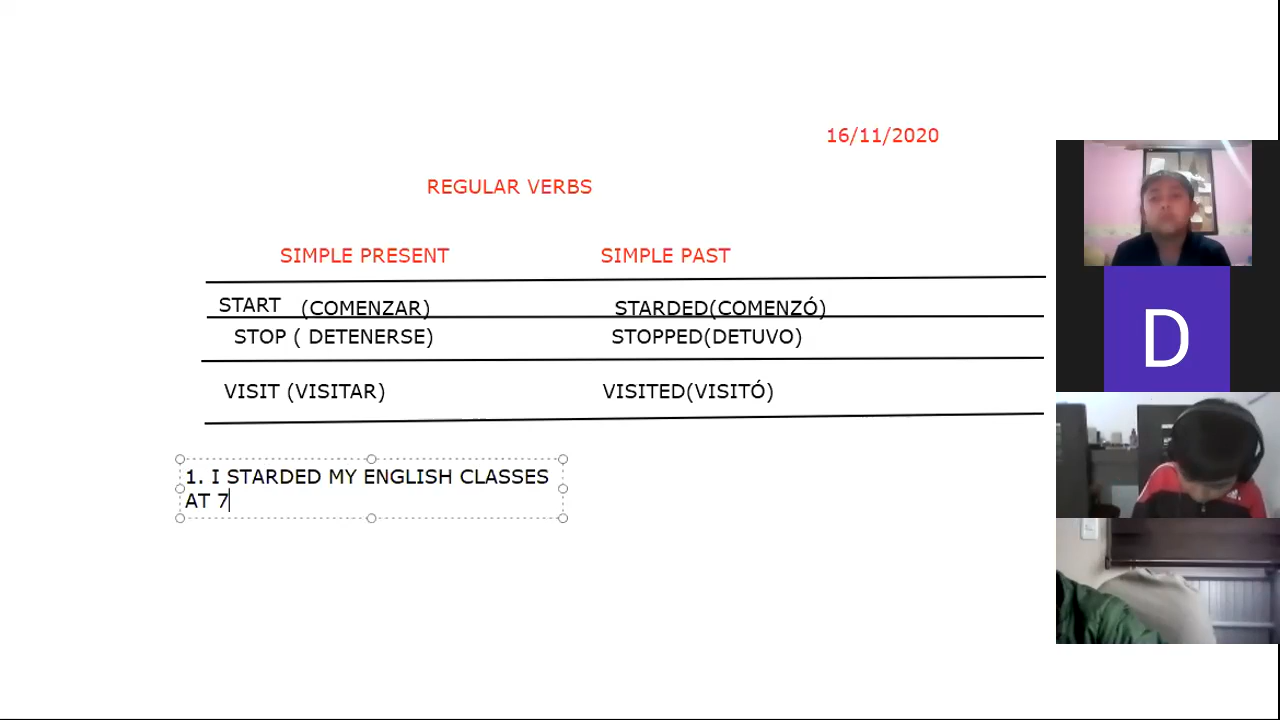 16/11/2020
REGULAR VERBS
SIMPLE PRESENT SIMPLE PAST
START (COMENZAR) STARDED(COMENZÓ)
STOP ( DETENERSE) STOPPED(DETUVO)
VISIT (VISITAR) VISITED(VISITÓ)
1. I STARDED MY ENGLISH CLASSES
AT 7
D